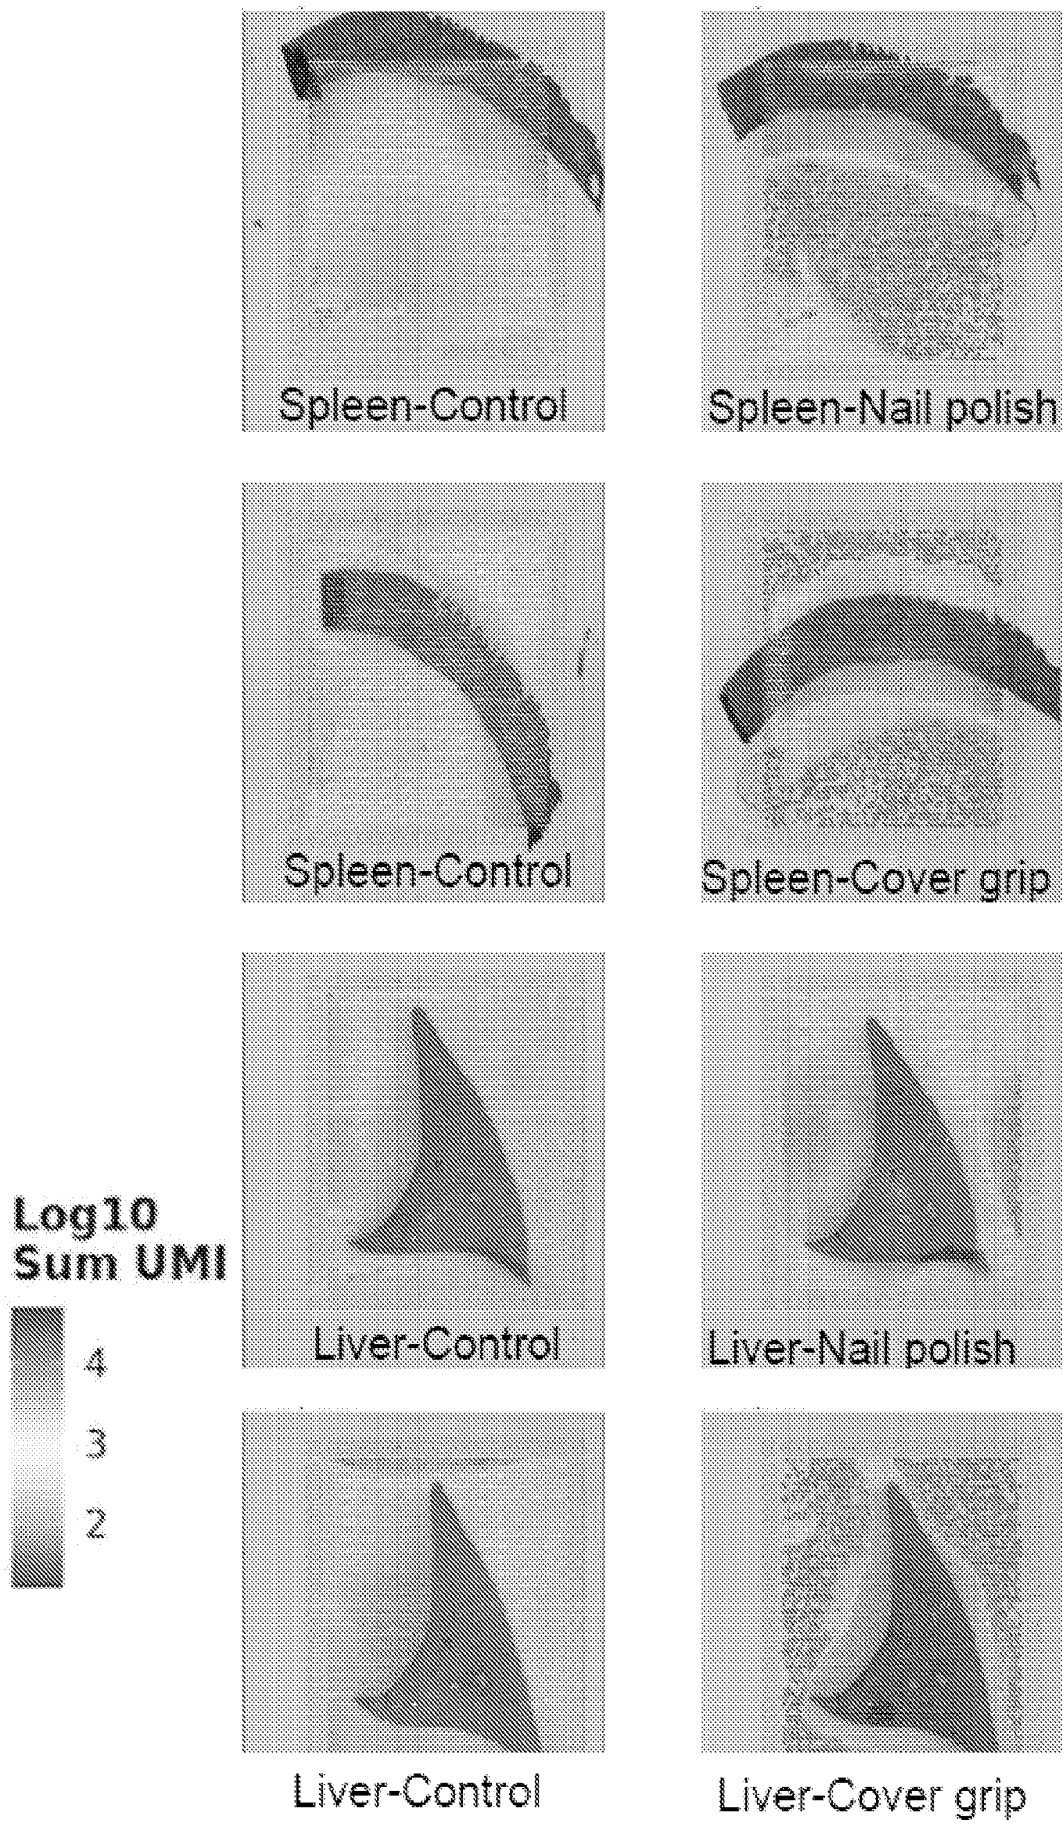 Spleen-Control
Spleen-Nail polish
Spleen-Control
Spleen-Cover grip
Log10
Sum UMI
4
3
2
Liver-Control
Liver-Nail polish
Liver-Control
Liver-Cover grip